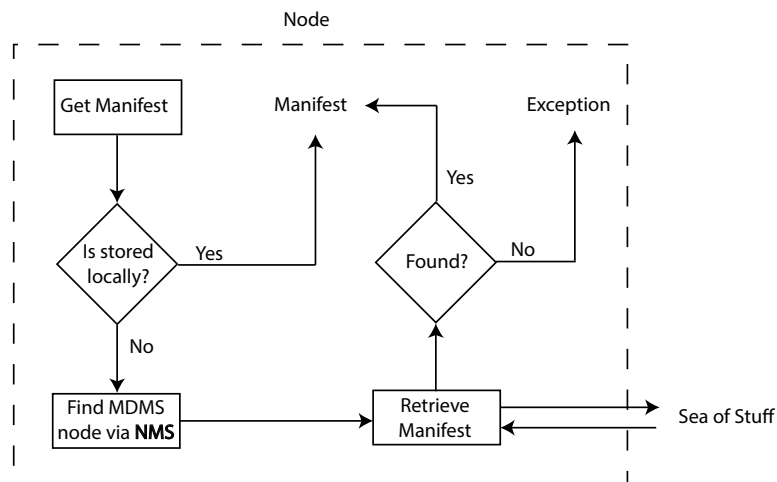 Node
Get Manifest
Manifest
Exception
Yes
Is stored
locally?
Yes
Found?
No
No
Find MDMS
node via NMS
Retrieve
Manifest
Sea of Stuff